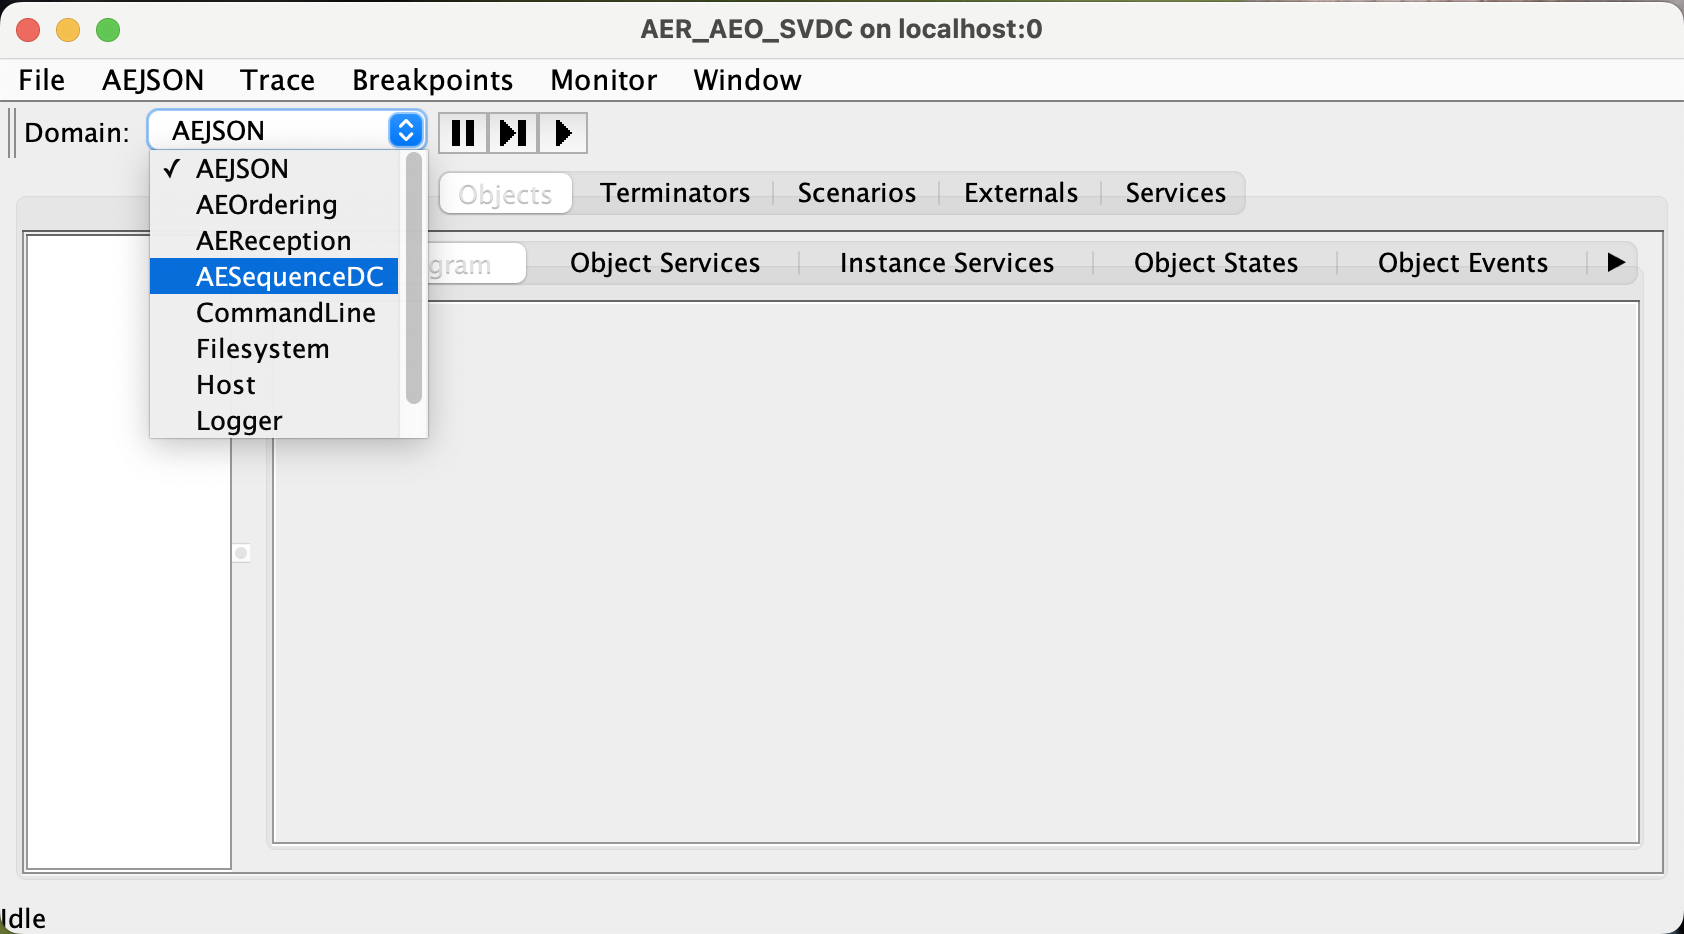 AER_AEO_SVDC on localhost:0
File AEJSON Trace Breakpoints Monitor Window
Domain: AEJSON
✓ AEJSON
AEOrdering
AEReception
AESequenceDC
CommandLine
Filesystem
Host
Logger
Objects Terminators Scenarios Externals Services
gram Object Services Instance Services Object States Object Events
Idle